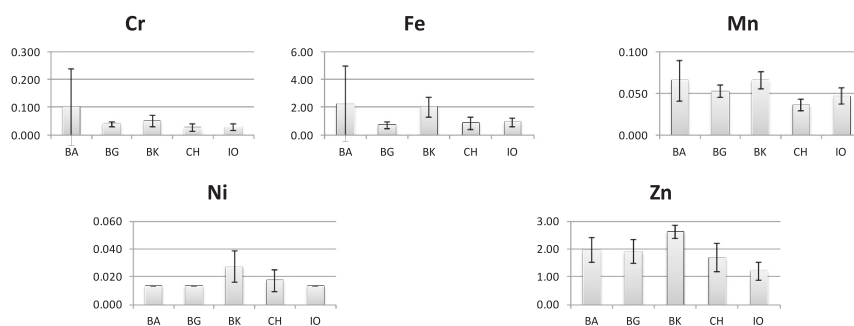 Cr
0.300
0.200
0.100
0.000
BA BG BK CH IO
Fe
6.00
4.00
2.00
0.00
BA BG BK CH IO
Mn
0.100
0.050
0.000
BA BG BK CH IO
Ni
0.060
0.040
0.020
0.000
BA BG BK CH IO
Zn
3.00
2.00
1.00
0.00
BA BG BK CH IO